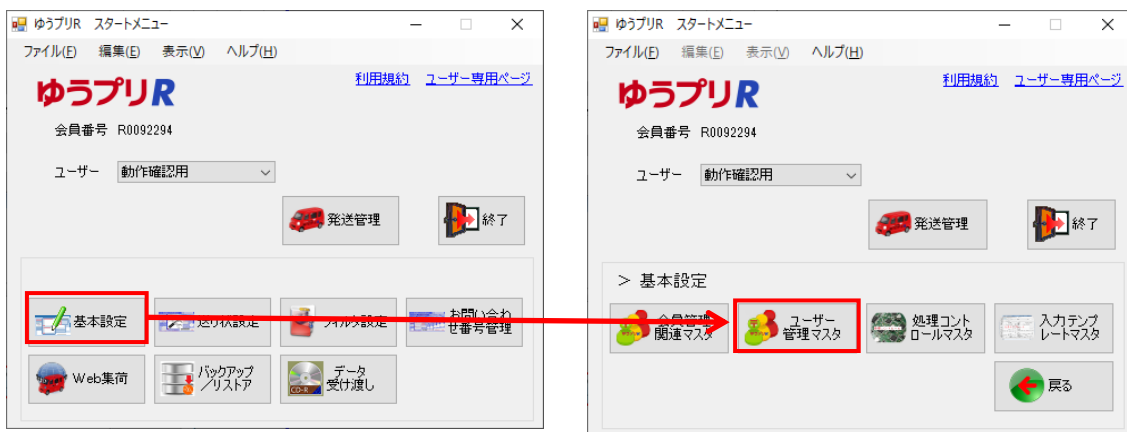 ゆうプリR スタートメニュー
ファイル(F) 編集(E) 表示(V) ヘルプ(H)
ゆうプリR
利用規約 ユーザー専用ページ
会員番号 R0092294
ユーザー 動作確認用
発送管理 終了
基本設定 送り状設定 フィルタ設定 お問い合わ
せ番号管理
Web集荷 バックアップ
/リストア データ
受け渡し
CD-R
ゆうプリR スタートメニュー
ファイル(F) 編集(E) 表示(V) ヘルプ(H)
ゆうプリR
利用規約 ユーザー専用ページ
会員番号 R0092294
ユーザー 動作確認用
発送管理 終了
> 基本設定
会員管理
関連マスタ ユーザー
管理マスタ 処理コント
ロールマスタ 入力テンプ
レートマスタ
戻る